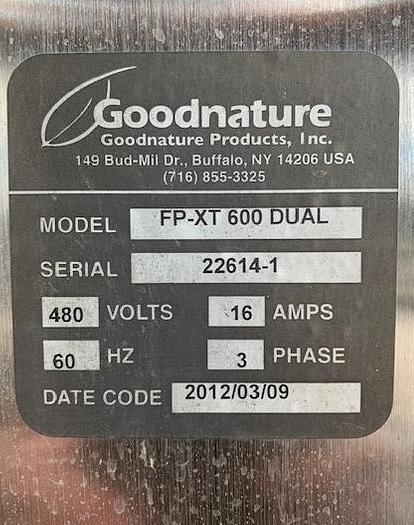 Goodnature
Goodnature Products, Inc.
149 Bud-Mil Dr., Buffalo, NY 14206 USA
(716) 855-3325
MODEL FP-XT 600 DUAL
SERIAL 22614-1
480 VOLTS 16 AMPS
60 HZ 3 PHASE
DATE CODE 2012/03/09